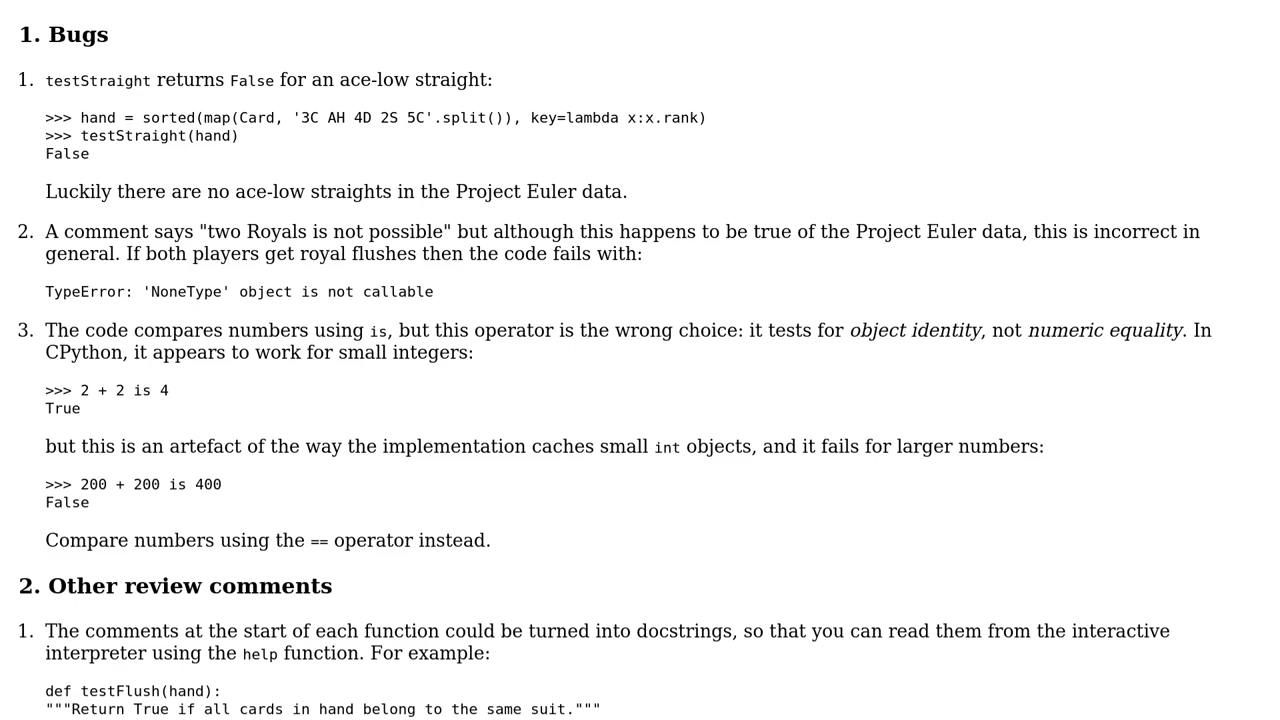 1. Bugs
1. testStraight returns False for an ace-low straight:
>>> hand = sorted(map(Card, '3C AH 4D 2S 5C'.split()), key=lambda x:x.rank)
>>> testStraight(hand)
False
Luckily there are no ace-low straights in the Project Euler data.
2. A comment says "two Royals is not possible" but although this happens to be true of the Project Euler data, this is incorrect in
general. If both players get royal flushes then the code fails with:
TypeError: 'NoneType' object is not callable
3. The code compares numbers using is, but this operator is the wrong choice: it tests for object identity, not numeric equality. In
CPython, it appears to work for small integers:
>>> 2 + 2 is 4
True
but this is an artefact of the way the implementation caches small int objects, and it fails for larger numbers:
>>> 200 + 200 is 400
False
Compare numbers using the == operator instead.
2. Other review comments
1. The comments at the start of each function could be turned into docstrings, so that you can read them from the interactive
interpreter using the help function. For example:
def testFlush(hand):
"""Return True if all cards in hand belong to the same suit."""